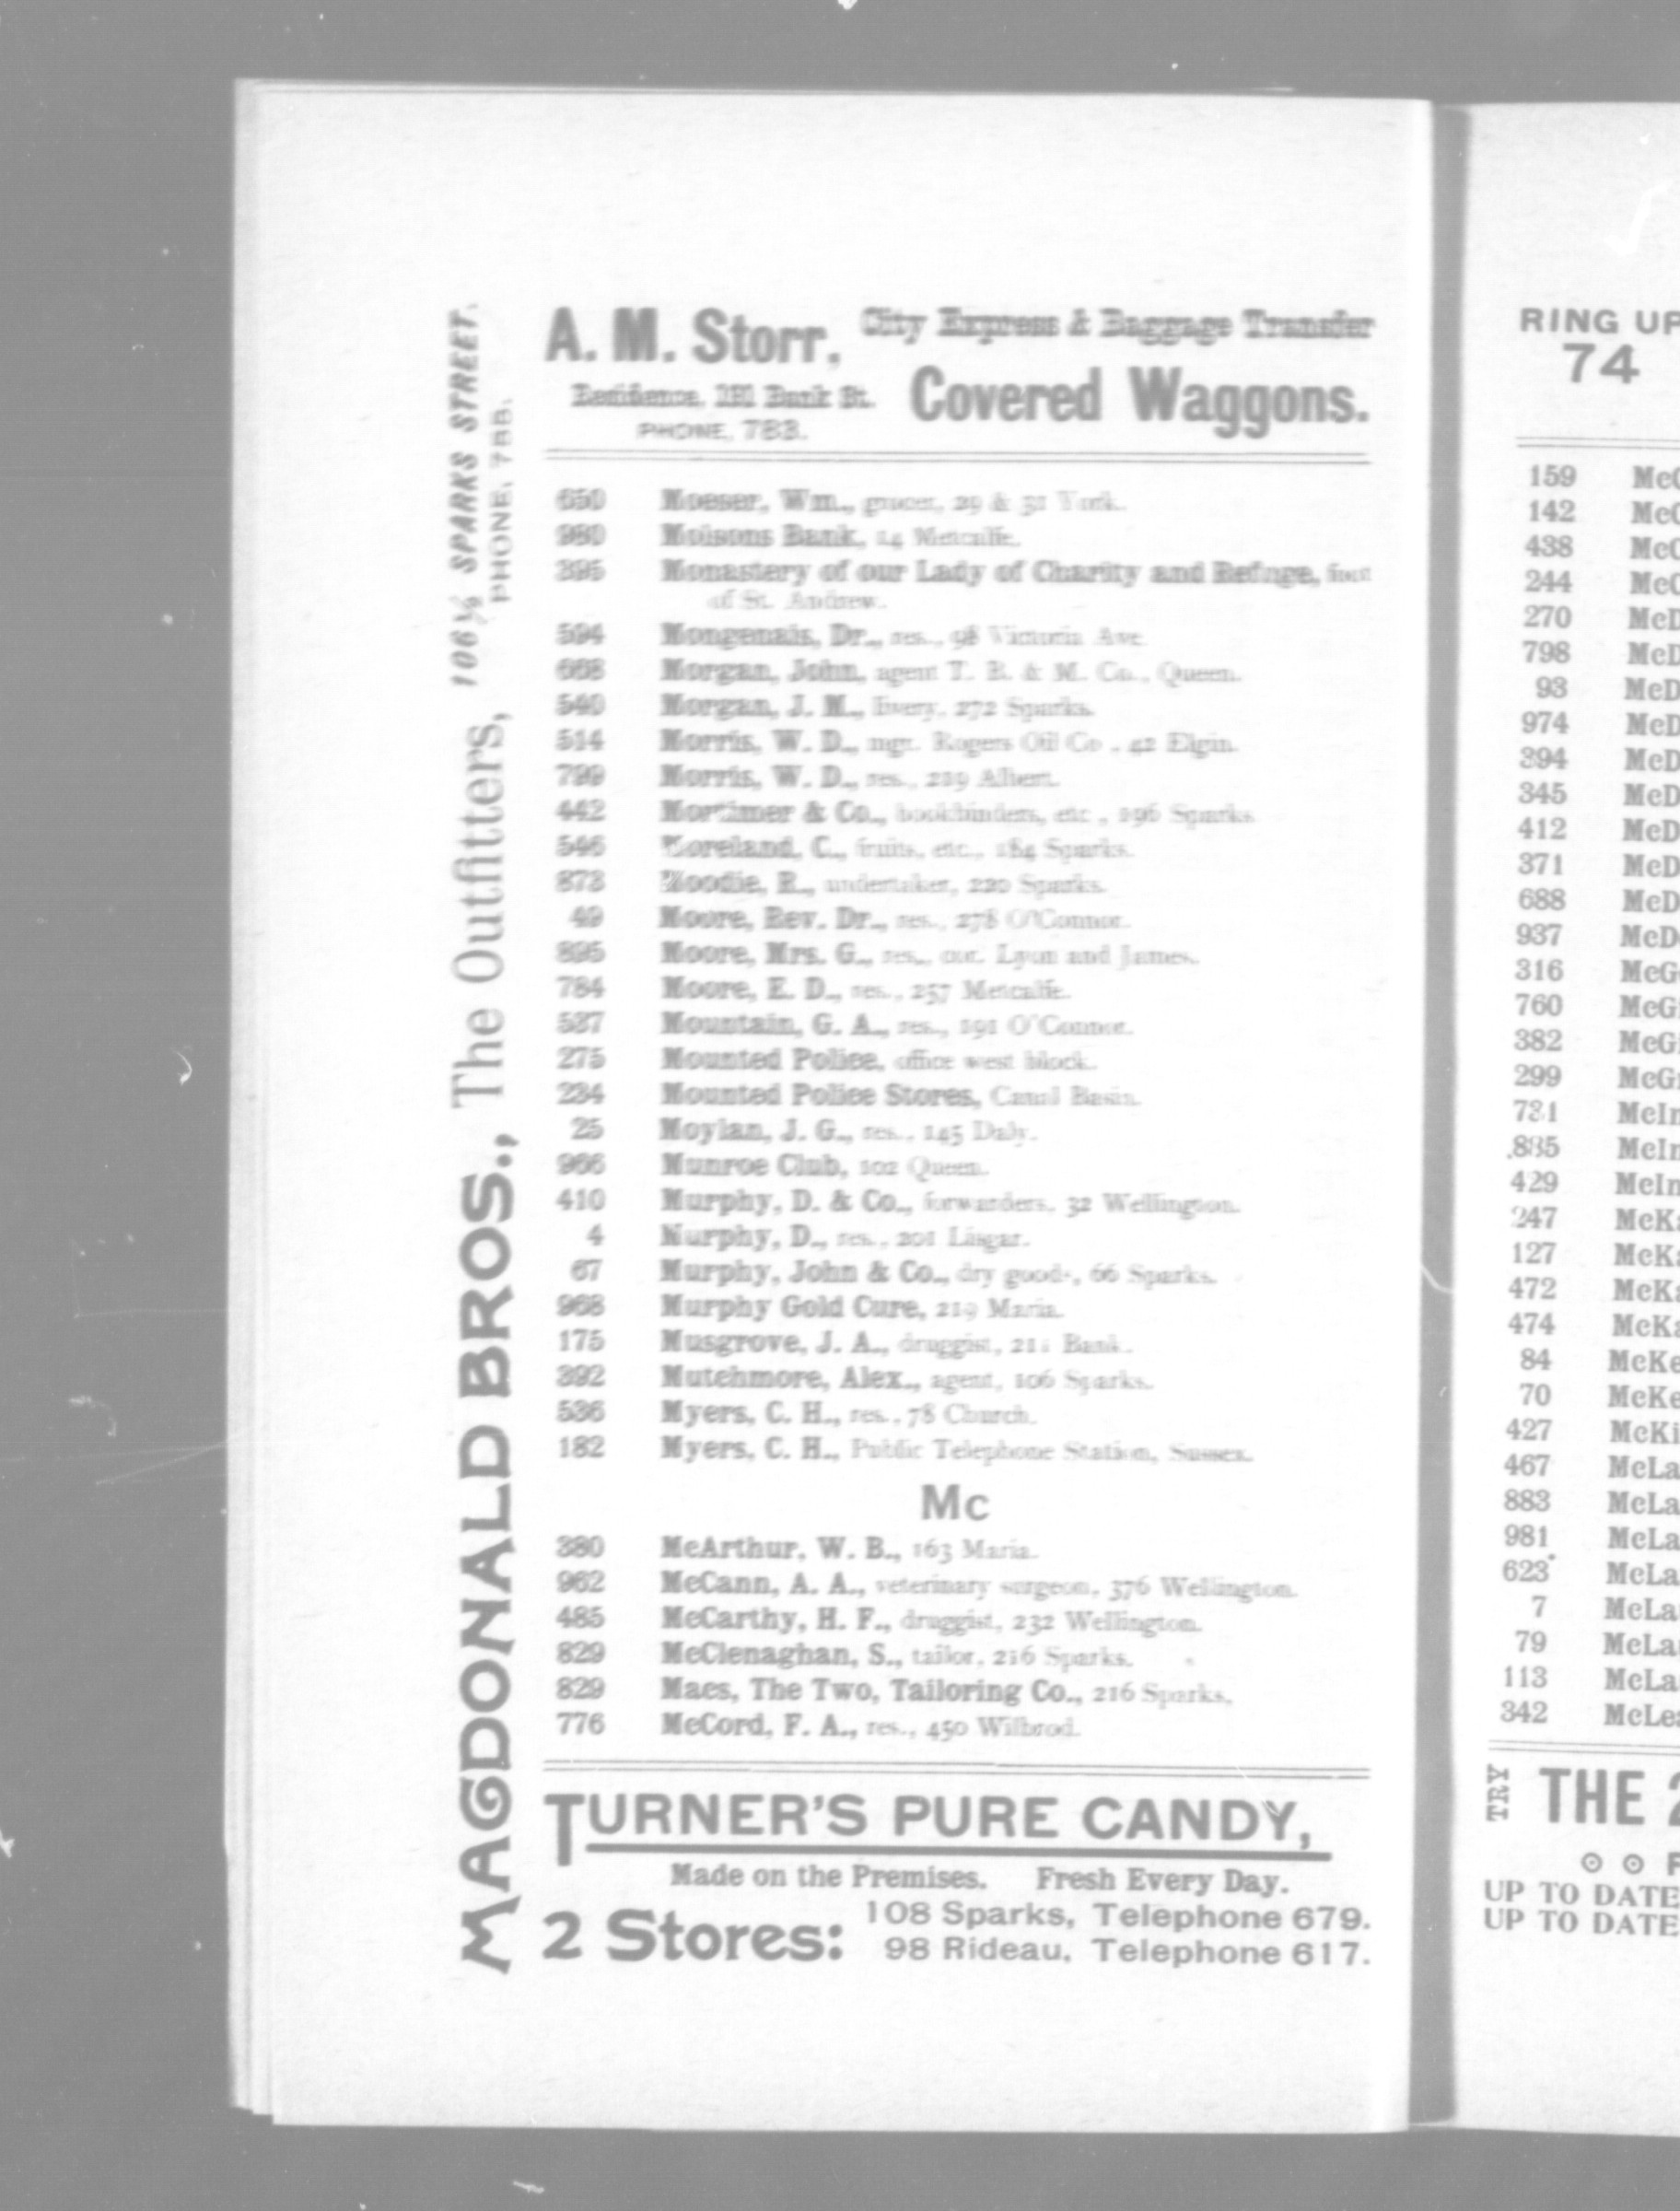 A. M. Storr, City Express & Baggage Transfer
Residence, Bank St. Covered Waggons.
PHONE, 783.
MACDONALD BROS., The Outfitters, 106½ SPARKS STREET.
PHONE, 788.
650 Moeser, Wm., grocer, 29 & 31 York.
980 Molsons Bank, 14 Metcalfe.
395 Monastery of our Lady of Charity and Refuge, foot
of St. Andrew.
594 Mongenais, Dr., res., 98 Victoria Ave.
668 Morgan, John, agent T. B. & M. Co., Queen.
540 Morgan, J. M., livery, 272 Sparks.
514 Morris, W. D., mgr. Rogers Oil Co., 42 Elgin.
799 Morris, W. D., res., 219 Albert.
442 Mortimer & Co., bookbinders, etc., 196 Sparks.
546 Moreland, C., fruits, etc., 184 Sparks.
873 Moodie, R., undertaker, 220 Sparks.
49 Moore, Rev. Dr., res., 278 O'Connor.
895 Moore, Mrs. G., res., cor. Lyon and James.
784 Moore, E. D., res., 257 Metcalfe.
537 Mountain, G. A., res., 191 O'Connor.
275 Mounted Police, office west block.
234 Mounted Police Stores, Canal Basin.
25 Moylan, J. G., res., 145 Daly.
966 Munroe Club, 102 Queen.
410 Murphy, D. & Co., forwarders, 32 Wellington.
4 Murphy, D., res., 201 Lisgar.
67 Murphy, John & Co., dry goods, 66 Sparks.
968 Murphy Gold Cure, 219 Maria.
175 Musgrove, J. A., druggist, 211 Bank.
392 Mutchmore, Alex., agent, 106 Sparks.
536 Myers, C. H., res., 78 Church.
182 Myers, C. H., Public Telephone Station, Sussex.
Mc
380 McArthur, W. B., 163 Maria.
962 McCann, A. A., veterinary surgeon, 376 Wellington.
485 McCarthy, H. F., druggist, 232 Wellington.
829 McClenaghan, S., tailor, 216 Sparks.
829 Macs, The Two, Tailoring Co., 216 Sparks.
776 McCord, F. A., res., 450 Wilbrod.
TURNER'S PURE CANDY,
Made on the Premises. Fresh Every Day.
2 Stores: 108 Sparks, Telephone 679.
98 Rideau, Telephone 617.
RING UP
74
159 McC
142 McC
438 McC
244 McC
270 McD
798 McD
93 McD
974 McD
394 McD
345 McD
412 McD
371 McD
688 McD
937 McD
316 McG
760 McG
382 McG
299 McG
731 McIn
885 McIn
429 McIn
247 McKa
127 McKa
472 McKa
474 McKa
84 McKe
70 McKe
427 McKi
467 McLa
883 McLa
981 McLa
623 McLa
7 McLa
79 McLa
113 McLa
342 McLea
TRY THE 2
UP TO DATE
UP TO DATE